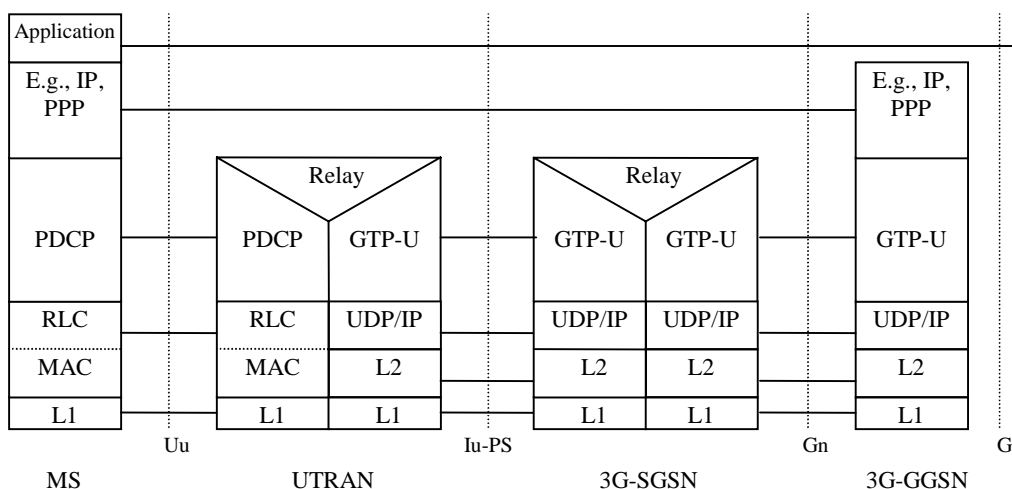 Application
E.g., IP,
PPP
E.g., IP,
PPP
Relay
Relay
PDCP
PDCP
GTP-U
GTP-U
GTP-U
GTP-U
RLC
RLC
UDP/IP
UDP/IP
UDP/IP
UDP/IP
MAC
MAC
L2
L2
L2
L2
L1
L1
L1
L1
L1
L1
Uu
Iu-PS
Gn
G
MS
UTRAN
3G-SGSN
3G-GGSN